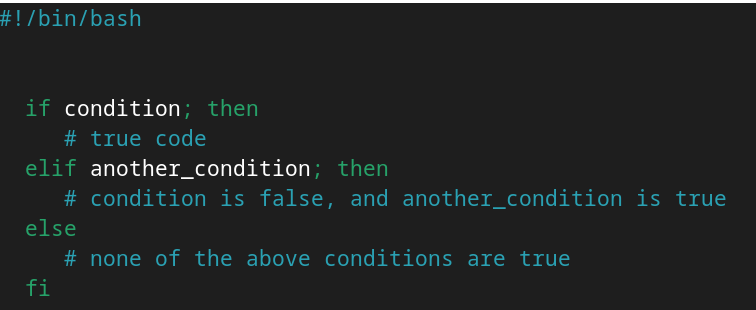 #!/bin/bash
if condition; then
# true code
elif another_condition; then
# condition is false, and another_condition is true
else
# none of the above conditions are true
fi